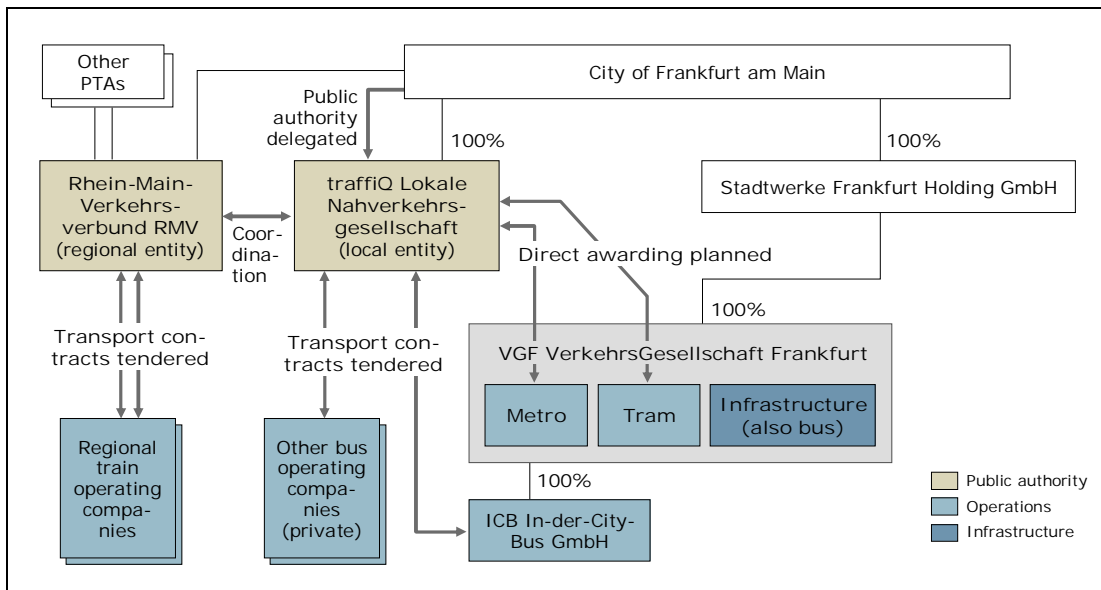 Other
PTAs
City of Frankfurt am Main
Public
authority
delegated
100%
100%
Rhein-Main-
Verkehrs-
verbund RMV
(regional entity)
traffiQ Lokale
Nahverkehrs-
gesellschaft
(local entity)
Stadtwerke Frankfurt Holding GmbH
Coor-
dination
Direct awarding planned
100%
Transport con-
tracts tendered
Transport con-
tracts tendered
VGF VerkehrsGesellschaft Frankfurt
Metro
Tram
Infrastructure
(also bus)
Regional
train
operating
compa-
nies
Other bus
operating
compa-
nies
(private)
100%
ICB In-der-City-
Bus GmbH
Public authority
Operations
Infrastructure